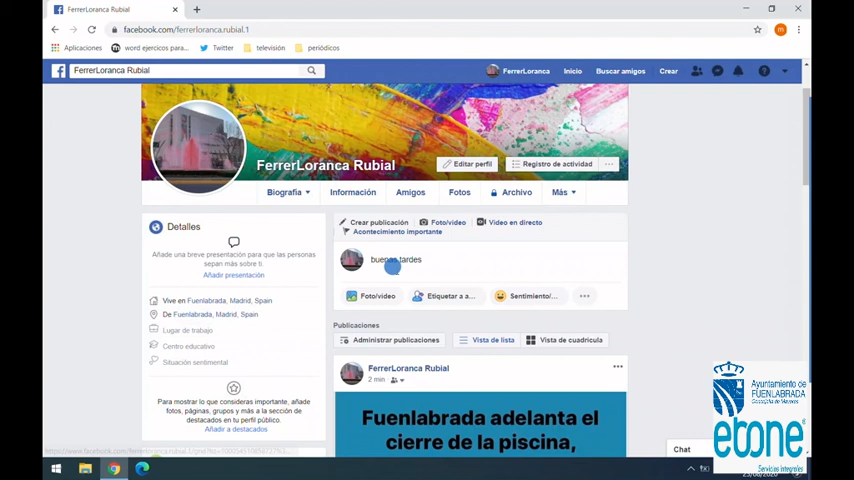 FerrerLoranca Rubial
facebook.com/ferrerloranca.rubial.1
Aplicaciones
word ejercicos para...
Twitter
televisión
periódicos
FerrerLoranca Rubial
FerrerLoranca
Inicio
Buscar amigos
Crear
FerrerLoranca Rubial
Editar perfil
Registro de actividad
Biografía
Información
Amigos
Fotos
Archivo
Más
Detalles
Añade una breve presentación para que las personas
sepan más sobre ti.
Añadir presentación
Vive en Fuenlabrada, Madrid, Spain
De Fuenlabrada, Madrid, Spain
Lugar de trabajo
Centro educativo
Situación sentimental
Para mostrar lo que consideras importante, añade
fotos, páginas, grupos y más a la sección de
destacados en tu perfil público.
Añadir a destacados
Crear publicación
Foto/vídeo
Vídeo en directo
Acontecimiento importante
buenas tardes
Foto/vídeo
Etiquetar a a...
Sentimiento/...
Publicaciones
Administrar publicaciones
Vista de lista
Vista de cuadrícula
FerrerLoranca Rubial
2 min
Fuenlabrada adelanta el
cierre de la piscina,
Chat
Ayuntamiento de
FUENLABRADA
Concejalía de Mayores
ebone
Servicios Integrales